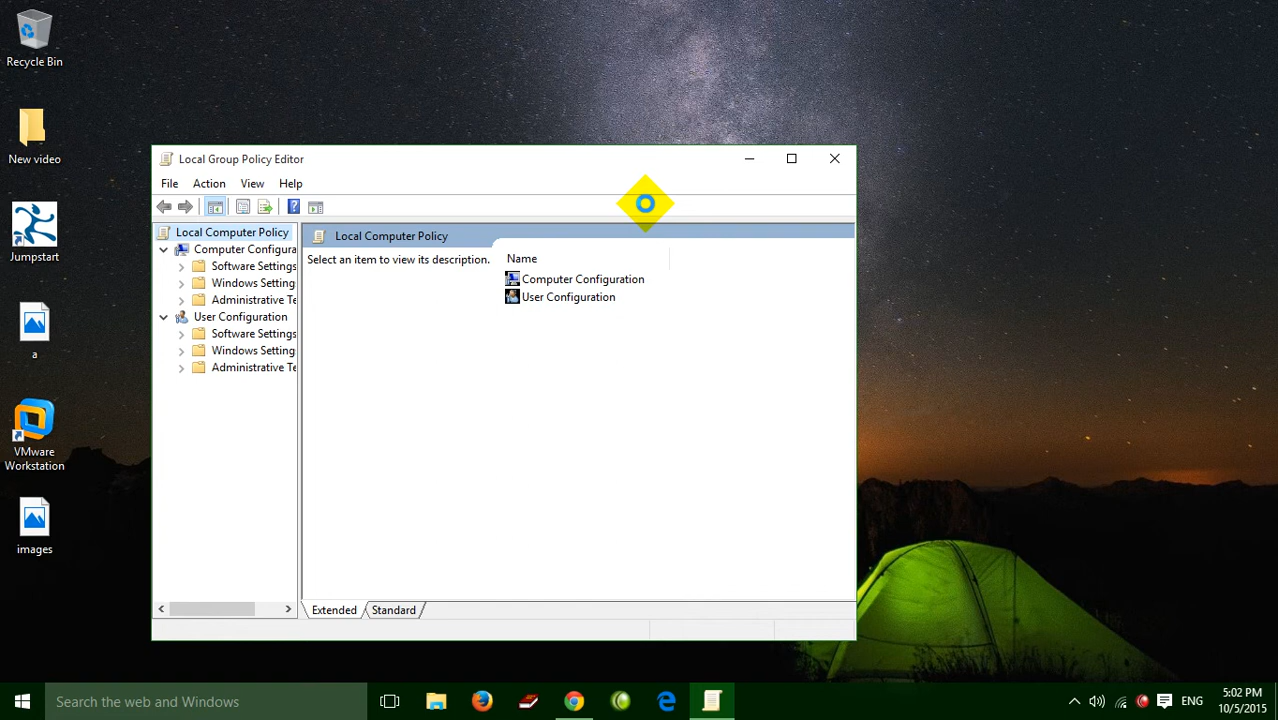 Recycle Bin
New video
Jumpstart
a
VMware
Workstation
images
Local Group Policy Editor
File Action View Help
Local Computer Policy
Computer Configura
Software Settings
Windows Setting
Administrative Te
User Configuration
Software Settings
Windows Setting
Administrative Te
Local Computer Policy
Select an item to view its description.
Name
Computer Configuration
User Configuration
Extended Standard
Search the web and Windows
ENG
5:02 PM
10/5/2015